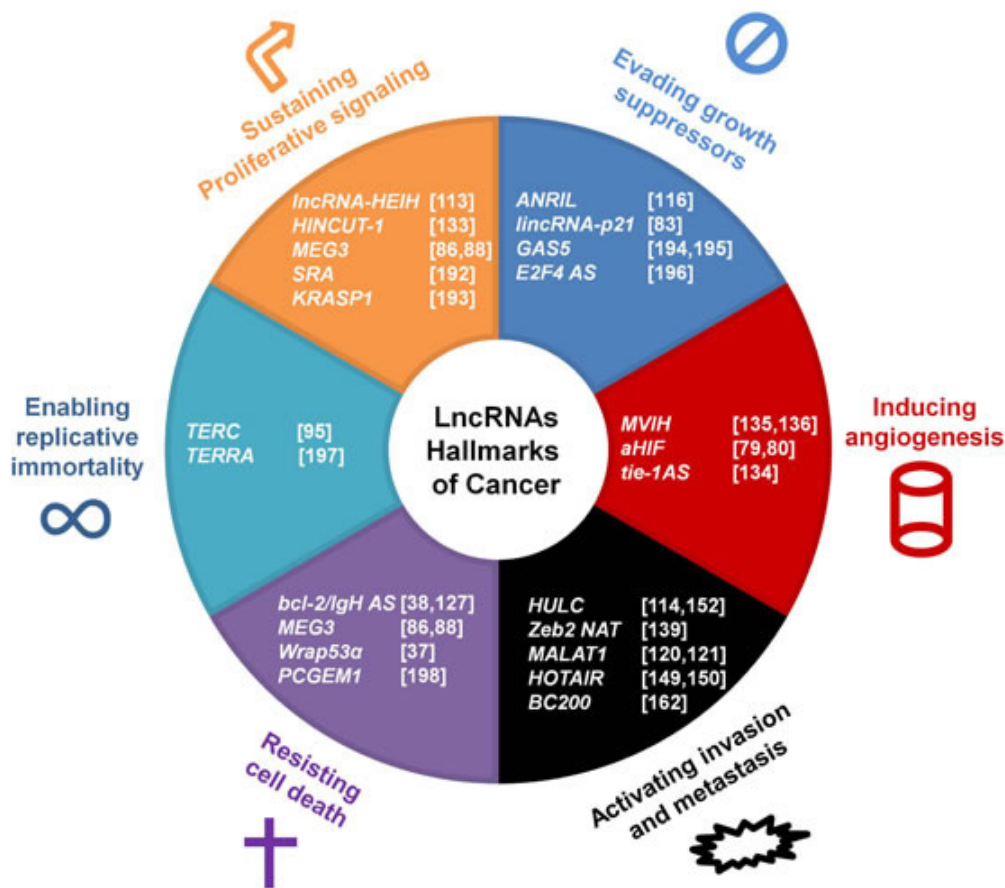 Sustaining
Proliferative signaling
Evading growth
suppressors
lncRNA-HEIH [113]
HINCUT-1 [133]
MEG3 [86,88]
SRA [192]
KRASP1 [193]
ANRIL [116]
lincRNA-p21 [83]
GAS5 [194,195]
E2F4 AS [196]
Enabling
replicative
immortality
TERC [95]
TERRA [197]
LncRNAs
Hallmarks
of Cancer
MVIH [135,136]
aHIF [79,80]
tie-1AS [134]
Inducing
angiogenesis
bcl-2/IgH AS [38,127]
MEG3 [86,88]
Wrap53α [37]
PCGEM1 [198]
HULC [114,152]
Zeb2 NAT [139]
MALAT1 [120,121]
HOTAIR [149,150]
BC200 [162]
Resisting
cell death
Activating invasion
and metastasis